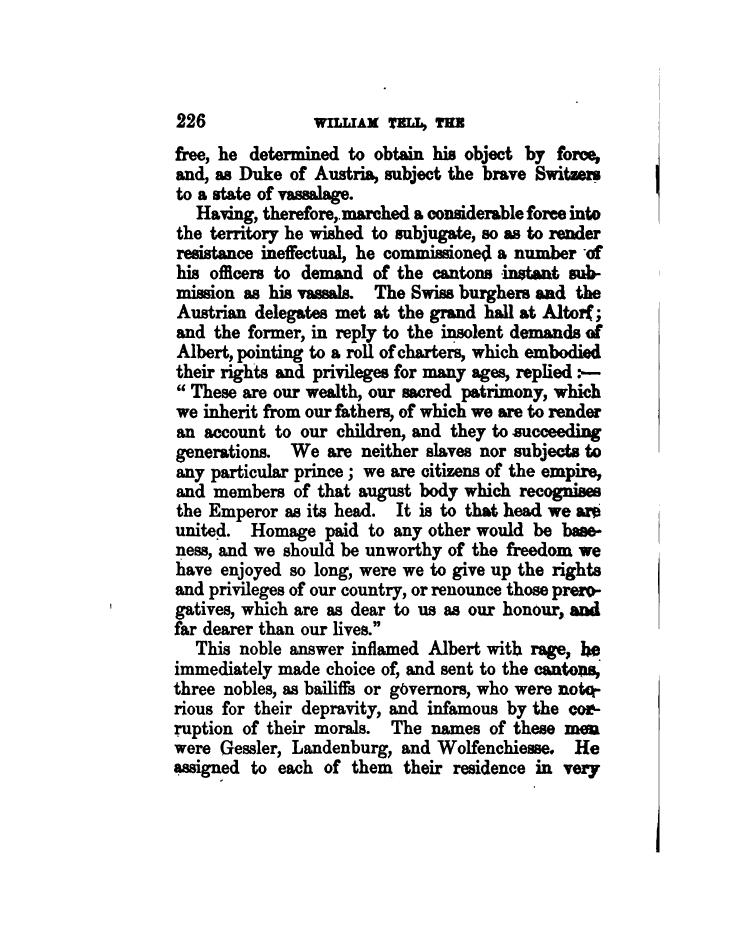 226 WILLIAM TELL, THE
free, he determined to obtain his object by force,
and, as Duke of Austria, subject the brave Switzers
to a state of vassalage.
Having, therefore, marched a considerable force into
the territory he wished to subjugate, so as to render
resistance ineffectual, he commissioned a number of
his officers to demand of the cantons instant sub-
mission as his vassals. The Swiss burghers and the
Austrian delegates met at the grand hall at Altorf;
and the former, in reply to the insolent demands of
Albert, pointing to a roll of charters, which embodied
their rights and privileges for many ages, replied :—
“ These are our wealth, our sacred patrimony, which
we inherit from our fathers, of which we are to render
an account to our children, and they to succeeding
generations. We are neither slaves nor subjects to
any particular prince ; we are citizens of the empire,
and members of that august body which recognises
the Emperor as its head. It is to that head we are
united. Homage paid to any other would be base-
ness, and we should be unworthy of the freedom we
have enjoyed so long, were we to give up the rights
and privileges of our country, or renounce those prero-
gatives, which are as dear to us as our honour, and
far dearer than our lives.”
This noble answer inflamed Albert with rage, he
immediately made choice of, and sent to the cantons,
three nobles, as bailiffs or governors, who were noto-
rious for their depravity, and infamous by the cor-
ruption of their morals. The names of these men
were Gessler, Landenburg, and Wolfenchiesse. He
assigned to each of them their residence in very